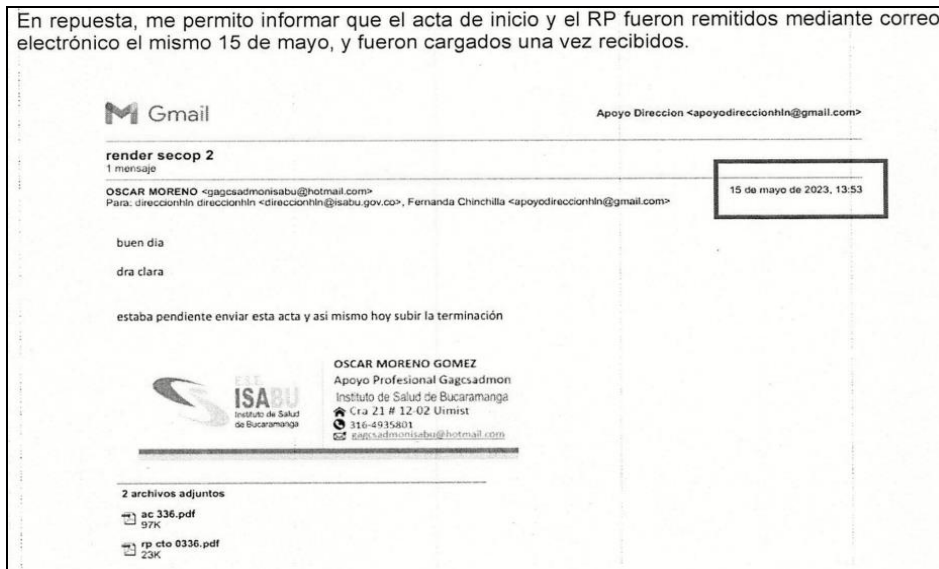 En repuesta, me permito informar que el acta de inicio y el RP fueron remitidos mediante correo
electrónico el mismo 15 de mayo, y fueron cargados una vez recibidos.
Gmail
Apoyo Direccion <apoyodireccionhln@gmail.com>
render secop 2
1 mensaje
OSCAR MORENO <gagcsadmonisabu@hotmail.com>
15 de mayo de 2023, 13:53
Para: direccionhln direccionhln <direccionhln@isabu.gov.co>, Fernanda Chinchilla <apoyodireccionhln@gmail.com>
buen dia
dra clara
estaba pendiente enviar esta acta y asi mismo hoy subir la terminación
E.S.E.
ISABU
Instituto de Salud
de Bucaramanga
OSCAR MORENO GOMEZ
Apoyo Profesional Gagcsadmon
Instituto de Salud de Bucaramanga
Cra 21 # 12-02 Uimist
316-4935801
gagcsadmonisabu@hotmail.com
2 archivos adjuntos
ac 336.pdf
97K
rp cto 0336.pdf
23K